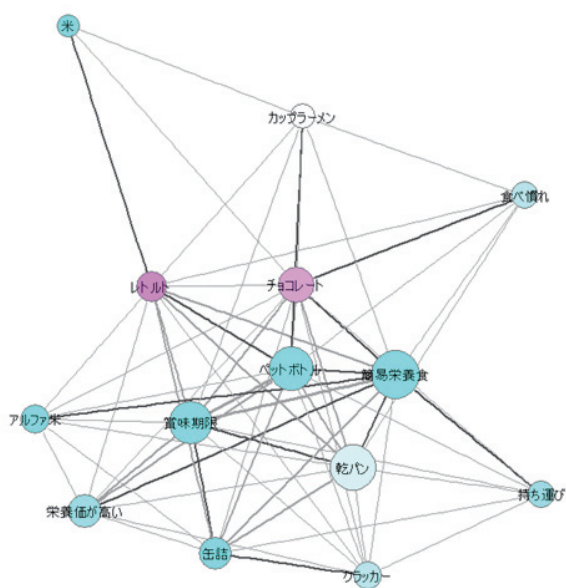 米
カップラーメン
食べ慣れ
レトルト
チョコレート
ペットボトル
簡易栄養食
アルファ米
賞味期限
乾パン
持ち運び
栄養価が高い
缶詰
クラッカー